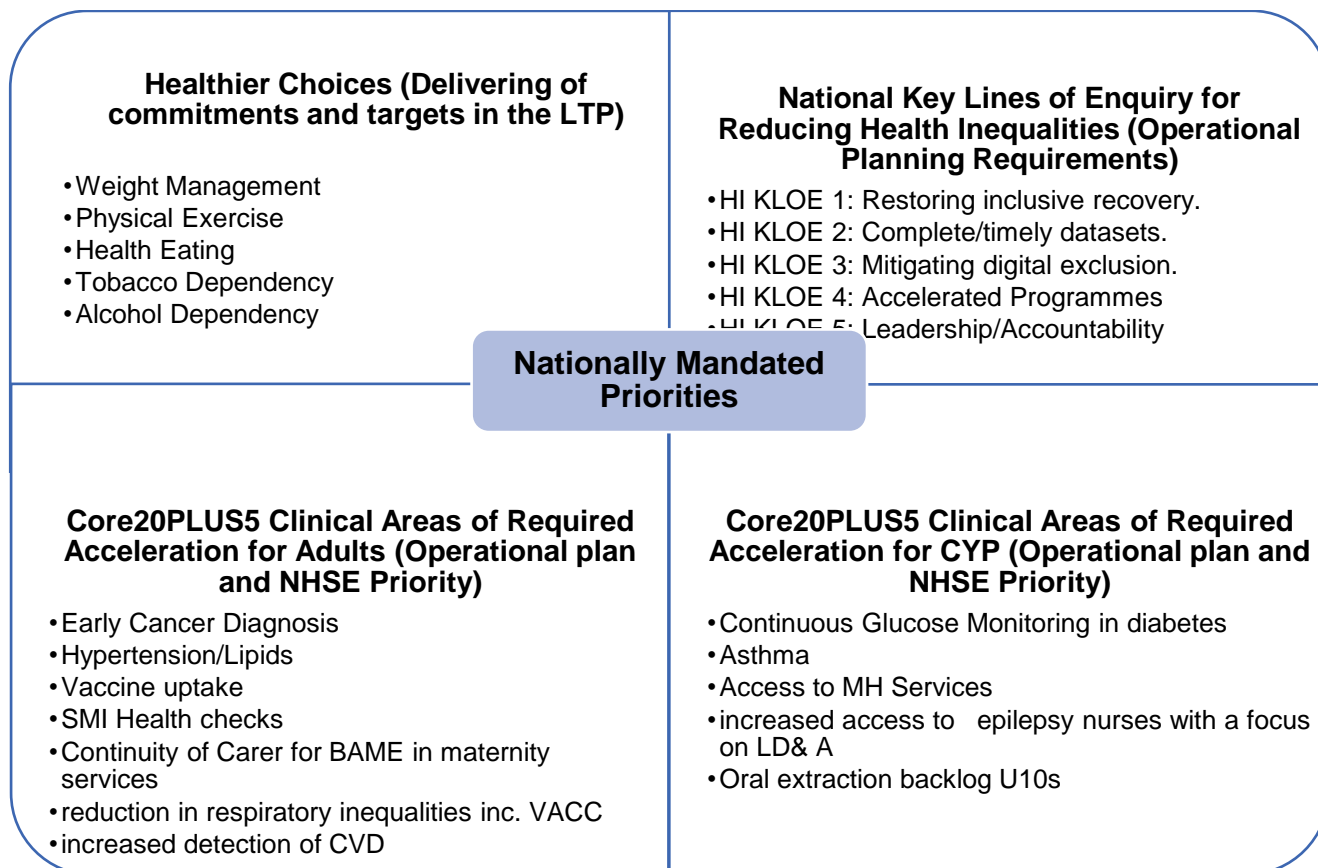 Healthier Choices (Delivering of
commitments and targets in the LTP)
•Weight Management
•Physical Exercise
•Health Eating
•Tobacco Dependency
•Alcohol Dependency
National Key Lines of Enquiry for
Reducing Health Inequalities (Operational
Planning Requirements)
•HI KLOE 1: Restoring inclusive recovery.
•HI KLOE 2: Complete/timely datasets.
•HI KLOE 3: Mitigating digital exclusion.
•HI KLOE 4: Accelerated Programmes
•HI KLOE 5: Leadership/Accountability
Nationally Mandated
Priorities
Core20PLUS5 Clinical Areas of Required
Acceleration for Adults (Operational plan
and NHSE Priority)
•Early Cancer Diagnosis
•Hypertension/Lipids
•Vaccine uptake
•SMI Health checks
•Continuity of Carer for BAME in maternity
services
•reduction in respiratory inequalities inc. VACC
•increased detection of CVD
Core20PLUS5 Clinical Areas of Required
Acceleration for CYP (Operational plan and
NHSE Priority)
•Continuous Glucose Monitoring in diabetes
•Asthma
•Access to MH Services
•increased access to   epilepsy nurses with a focus
on LD& A
•Oral extraction backlog U10s